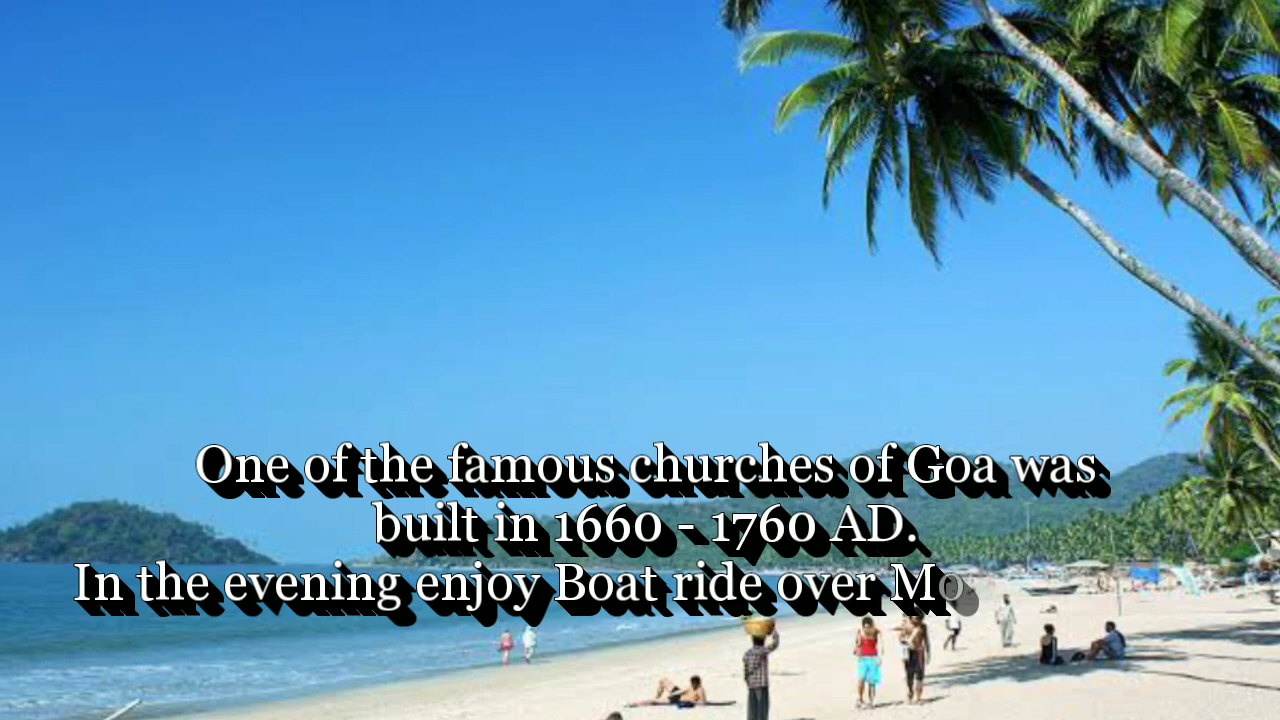 One of the famous churches of Goa was
built in 1660 - 1760 AD.
In the evening enjoy Boat ride over Mo